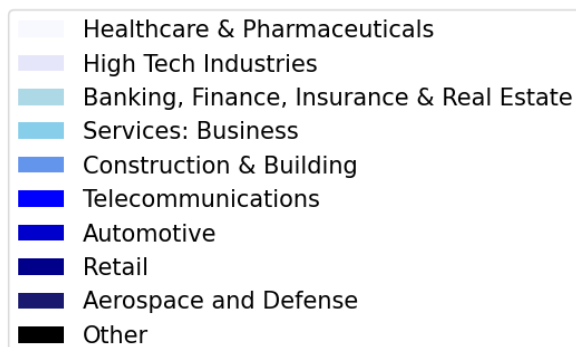 Healthcare & Pharmaceuticals
High Tech Industries
Banking, Finance, Insurance & Real Estate
Services: Business
Construction & Building
Telecommunications
Automotive
Retail
Aerospace and Defense
Other